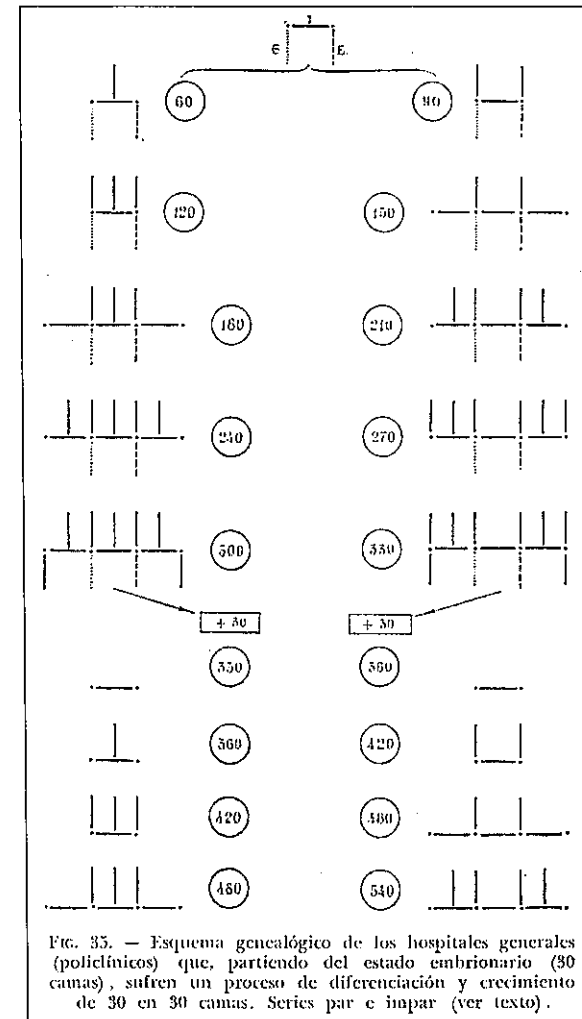 1
G E.
60 90
120 150
180 210
240 270
300 330
+ 30 + 30
330 360
360 420
420 480
480 540
FIG. 35. — Esquema genealógico de los hospitales generales
(policlínicos) que, partiendo del estado embrionario (30
camas), sufren un proceso de diferenciación y crecimiento
de 30 en 30 camas. Series par e impar (ver texto).